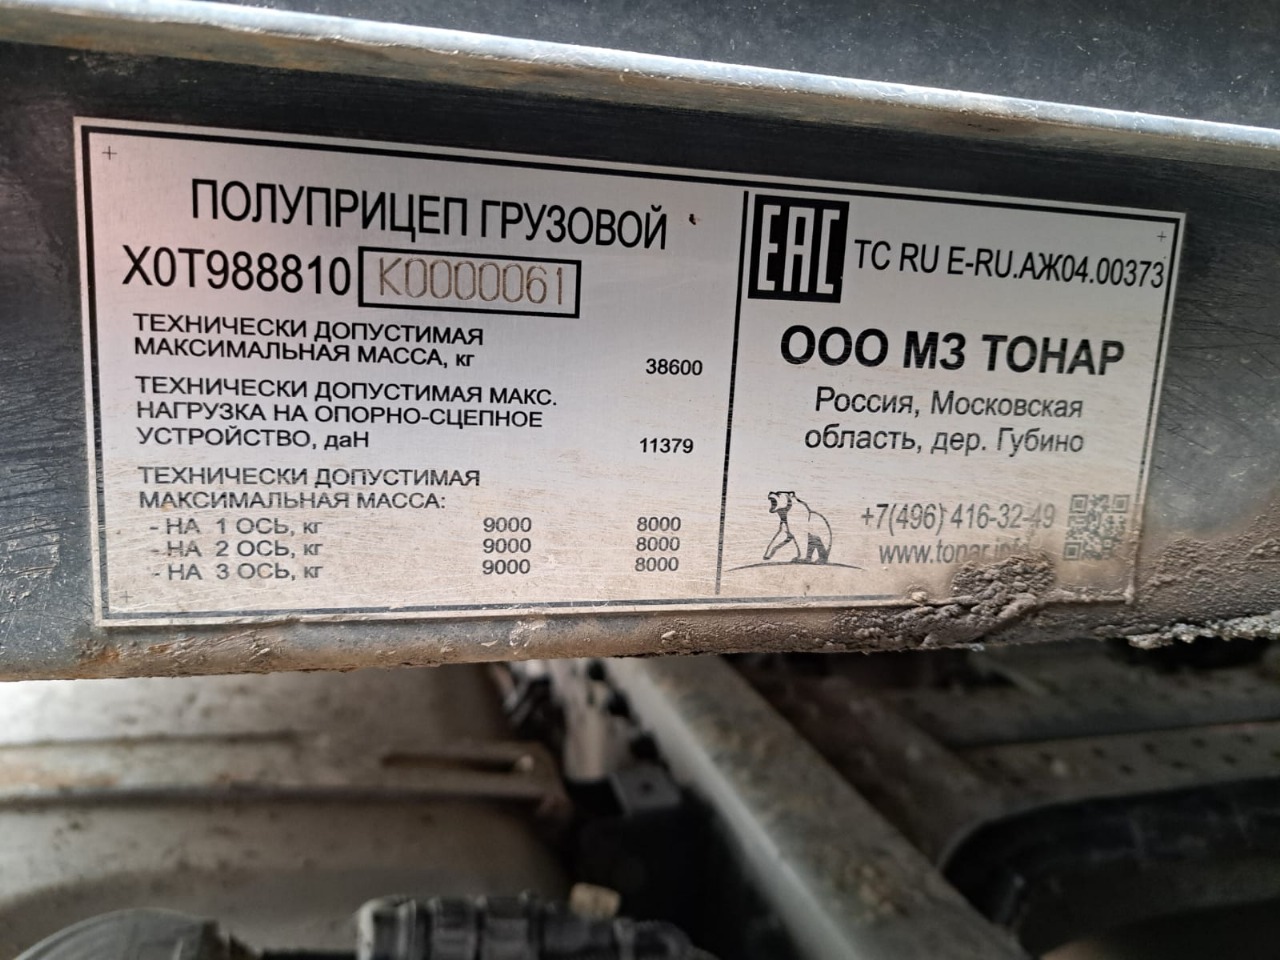 ПОЛУПРИЦЕП ГРУЗОВОЙ
X0T988810 K0000061
ТЕХНИЧЕСКИ ДОПУСТИМАЯ
МАКСИМАЛЬНАЯ МАССА, кг 38600
ТЕХНИЧЕСКИ ДОПУСТИМАЯ МАКС.
НАГРУЗКА НА ОПОРНО-СЦЕПНОЕ
УСТРОЙСТВО, даН 11379
ТЕХНИЧЕСКИ ДОПУСТИМАЯ
МАКСИМАЛЬНАЯ МАССА:
- НА 1 ОСЬ, кг 9000 8000
- НА 2 ОСЬ, кг 9000 8000
- НА 3 ОСЬ, кг 9000 8000
EAC TC RU E-RU.АЖ04.00373
ООО МЗ ТОНАР
Россия, Московская
область, дер. Губино
+7(496) 416-32-49
www.tonar.info